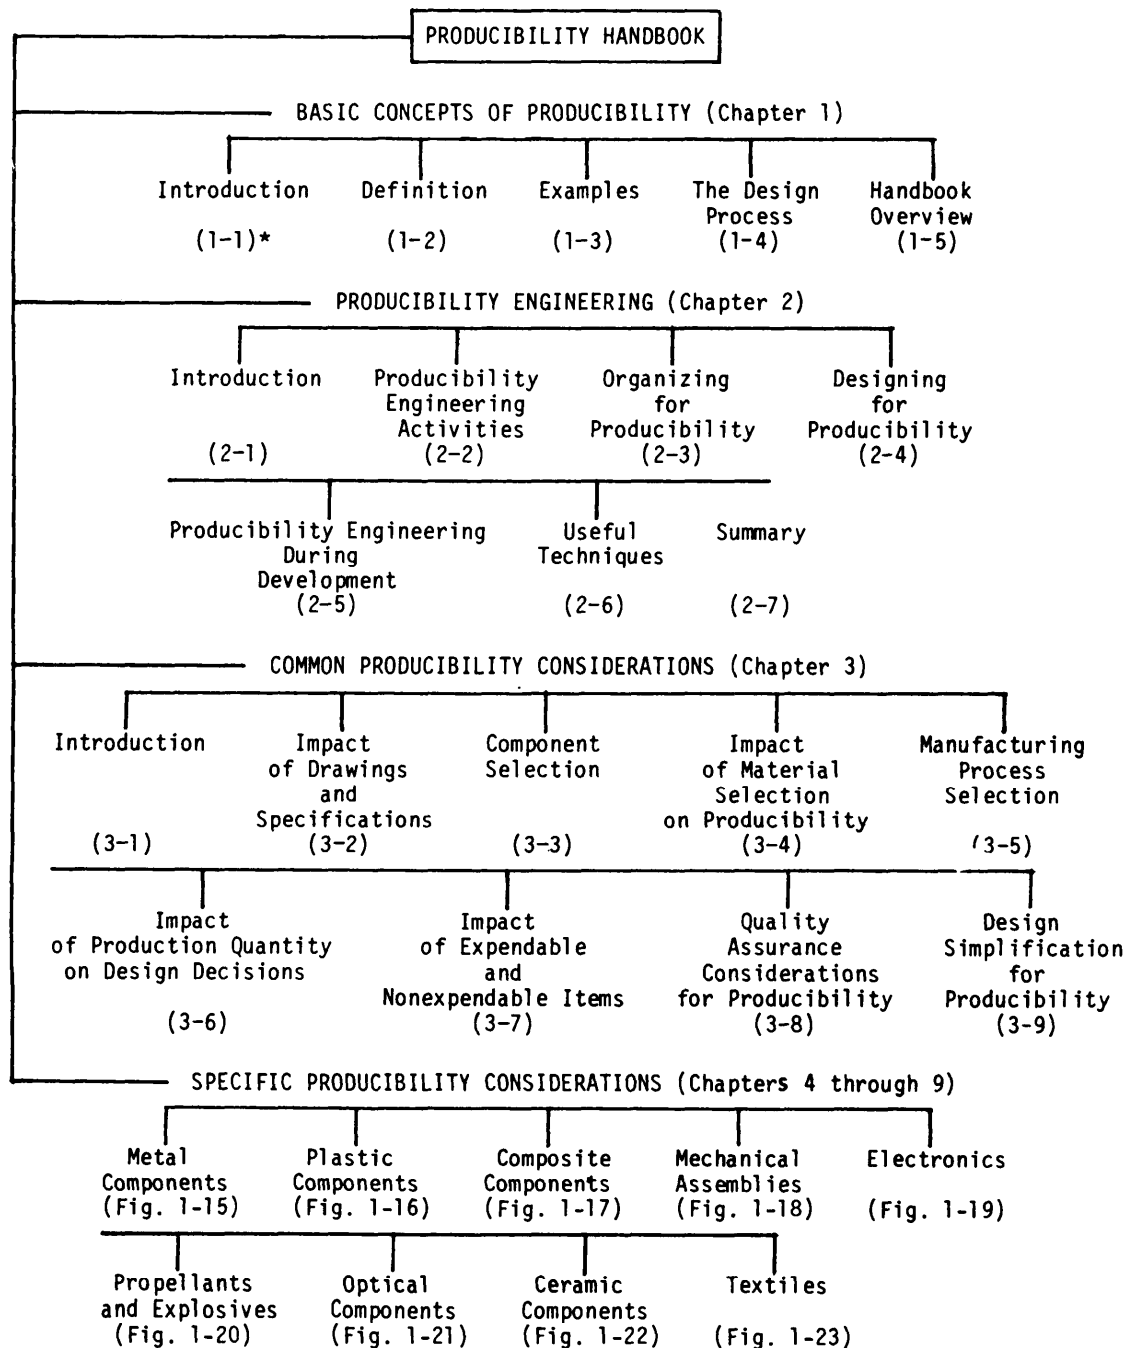 PRODUCIBILITY HANDBOOK
BASIC CONCEPTS OF PRODUCIBILITY (Chapter 1)
Introduction
(1-1)*
Definition
(1-2)
Examples
(1-3)
The Design
Process
(1-4)
Handbook
Overview
(1-5)
PRODUCIBILITY ENGINEERING (Chapter 2)
Introduction
(2-1)
Producibility
Engineering
Activities
(2-2)
Organizing
for
Producibility
(2-3)
Designing
for
Producibility
(2-4)
Producibility Engineering
During
Development
(2-5)
Useful
Techniques
(2-6)
Summary
(2-7)
COMMON PRODUCIBILITY CONSIDERATIONS (Chapter 3)
Introduction
(3-1)
Impact
of Drawings
and
Specifications
(3-2)
Component
Selection
(3-3)
Impact
of Material
Selection
on Producibility
(3-4)
Manufacturing
Process
Selection
(3-5)
Impact
of Production Quantity
on Design Decisions
(3-6)
Impact
of Expendable
and
Nonexpendable Items
(3-7)
Quality
Assurance
Considerations
for Producibility
(3-8)
Design
Simplification
for
Producibility
(3-9)
SPECIFIC PRODUCIBILITY CONSIDERATIONS (Chapters 4 through 9)
Metal
Components
(Fig. 1-15)
Plastic
Components
(Fig. 1-16)
Composite
Components
(Fig. 1-17)
Mechanical
Assemblies
(Fig. 1-18)
Electronics
(Fig. 1-19)
Propellants
and Explosives
(Fig. 1-20)
Optical
Components
(Fig. 1-21)
Ceramic
Components
(Fig. 1-22)
Textiles
(Fig. 1-23)